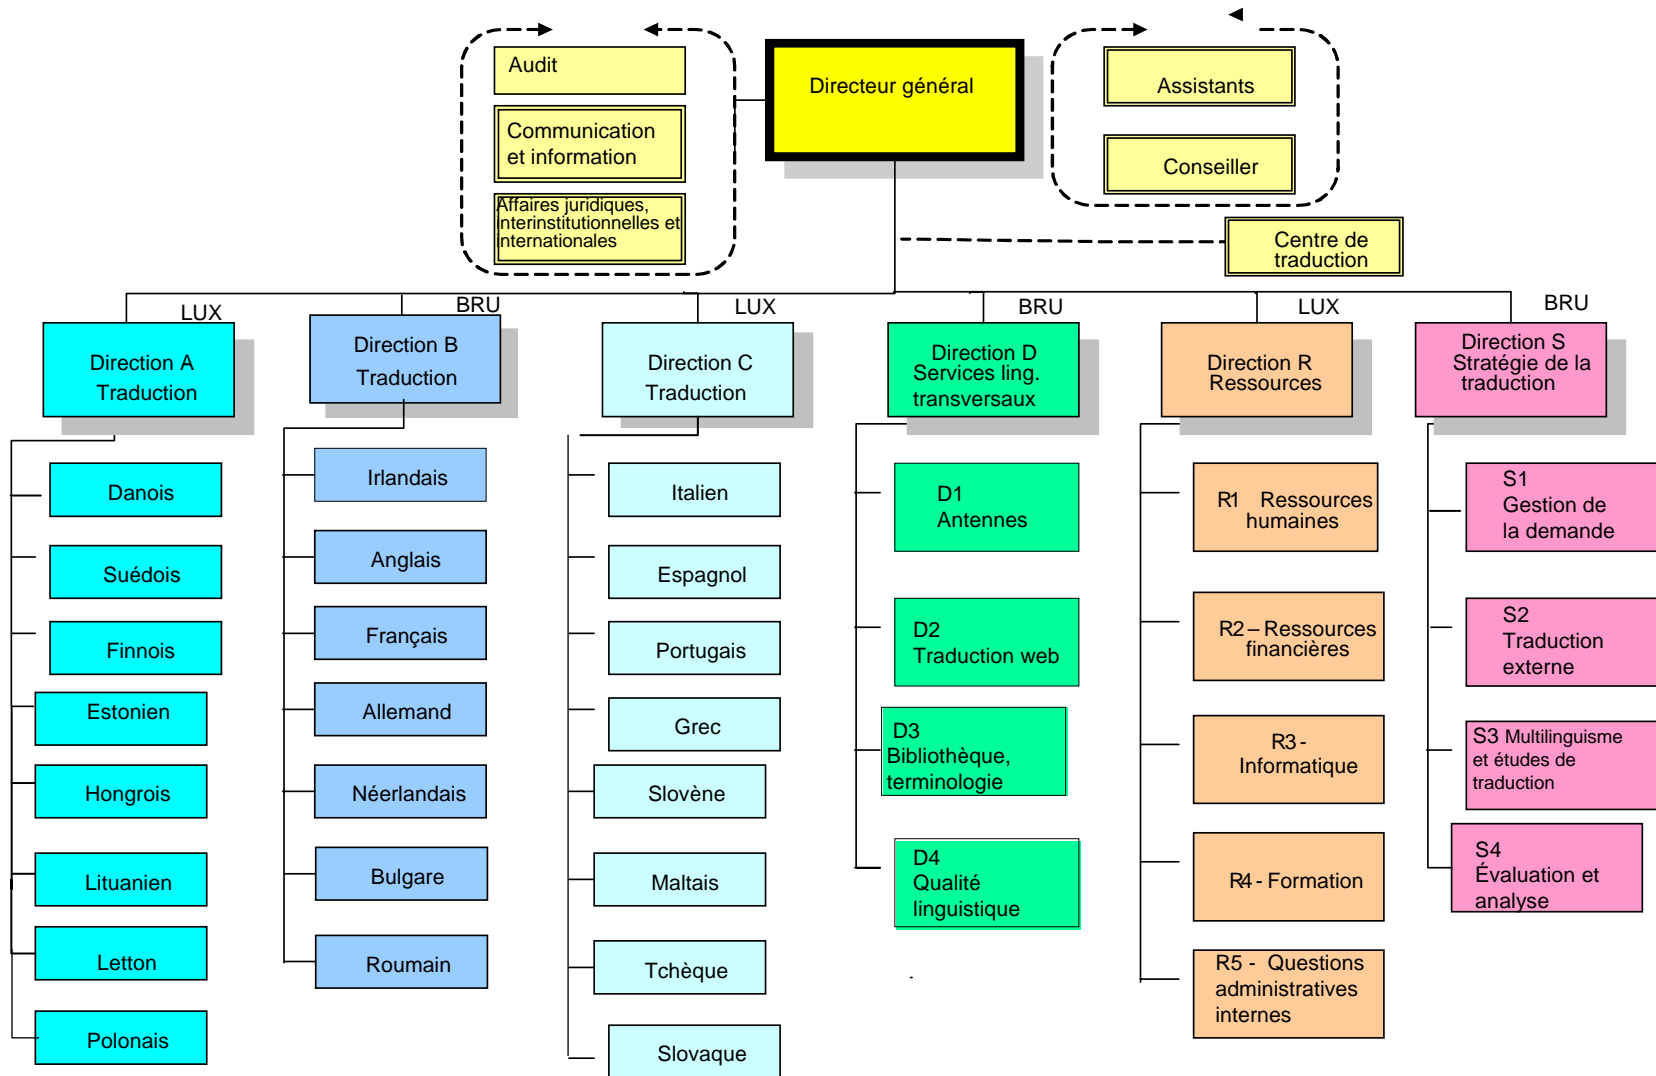 Audit
Communication
et information
Affaires juridiques,
interinstitutionnelles et
internationales
Directeur général
Assistants
Conseiller
Centre de
traduction
LUX
BRU
LUX
BRU
LUX
BRU
Direction A
Traduction
Danois
Suédois
Finnois
Estonien
Hongrois
Lituanien
Letton
Polonais
Direction B
Traduction
Irlandais
Anglais
Français
Allemand
Néerlandais
Bulgare
Roumain
Direction C
Traduction
Italien
Espagnol
Portugais
Grec
Slovène
Maltais
Tchèque
Slovaque
Direction D
Services ling.
transversaux
D1
Antennes
D2
Traduction web
D3
Bibliothèque,
terminologie
D4
Qualité
linguistique
Direction R
Ressources
R1 Ressources
humaines
R2 – Ressources
financières
R3 -
Informatique
R4 - Formation
R5 - Questions
administratives
internes
Direction S
Stratégie de la
traduction
S1
Gestion de
la demande
S2
Traduction
externe
S3 Multilinguisme
et études de
traduction
S4
Évaluation et
analyse